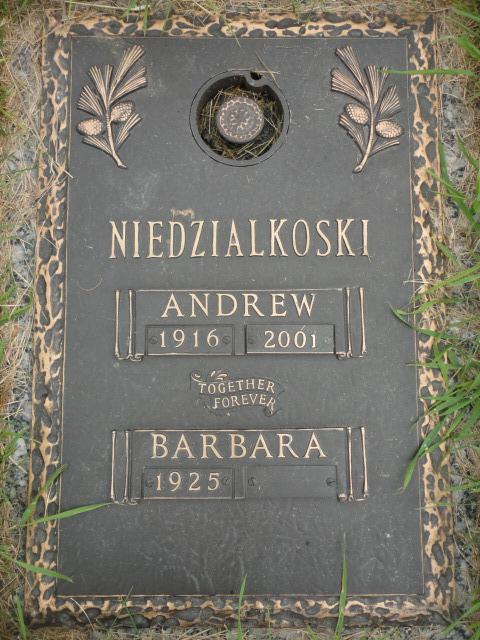 NIEDZIALKOSKI
ANDREW
1916 2001
TOGETHER
FOREVER
BARBARA
1925